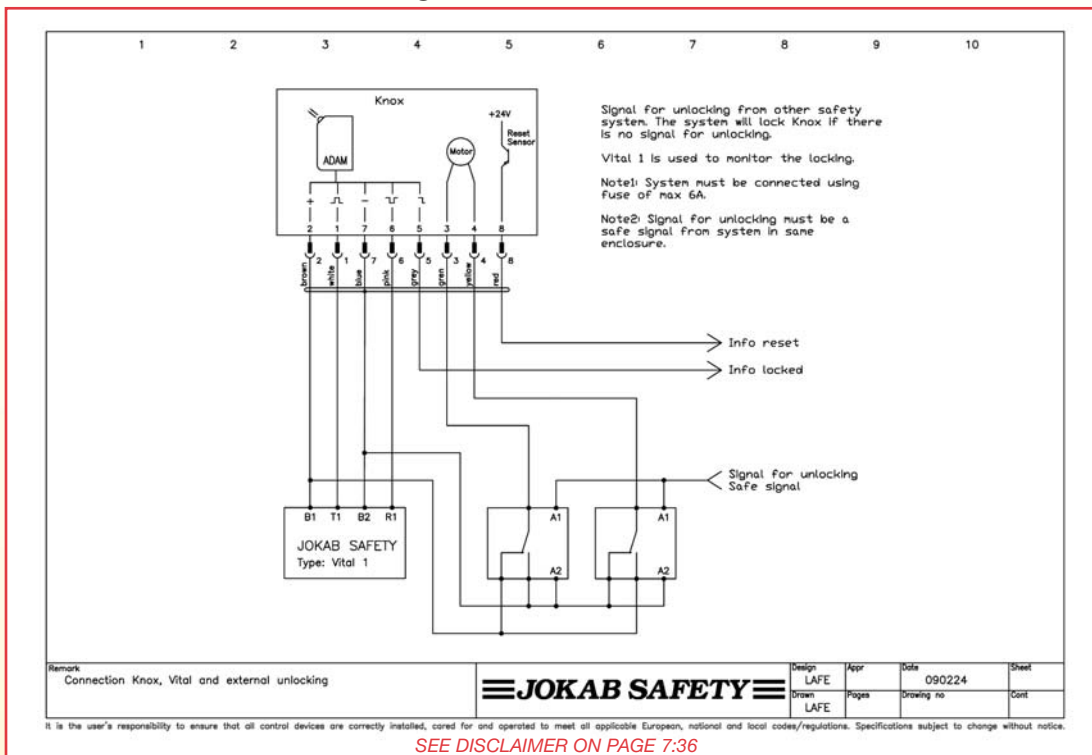 1 2 3 4 5 6 7 8 9 10
Knox
+24V
Reset
Sensor
Motor
ADAM
+ −
2 1 7 6 5 3 4 8
2 1 7 6 5 3 4 8
brown white blue pink grey gren yellow red
Signal for unlocking from other safety
system. The system will lock Knox if there
is no signal for unlocking.
Vital 1 is used to monitor the locking.
Note1: System must be connected using
fuse of max 6A.
Note2: Signal for unlocking must be a
safe signal from system in same
enclosure.
Info reset
Info locked
Signal for unlocking
Safe signal
B1 T1 B2 R1
JOKAB SAFETY
Type: Vital 1
A1
A2
A1
A2
Remark
Connection Knox, Vital and external unlocking
JOKAB SAFETY
Design
LAFE
Appr
Date
090224
Sheet
Drawn
LAFE
Pages
Drawing no
Cont
It is the user's responsibility to ensure that all control devices are correctly installed, cared for and operated to meet all applicable European, national and local codes/regulations. Specifications subject to change without notice.
SEE DISCLAIMER ON PAGE 7:36